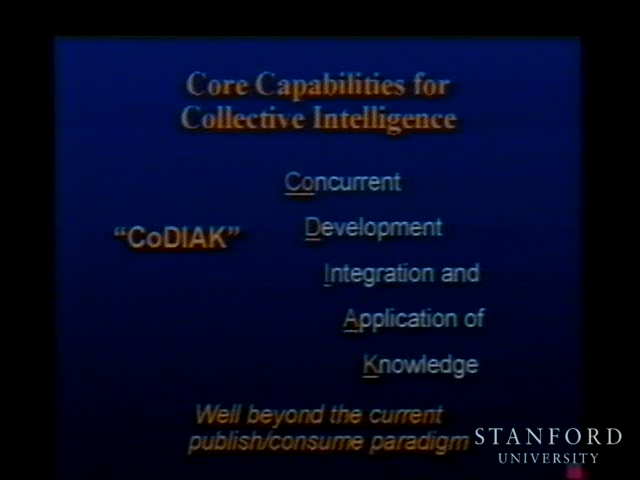 Core Capabilities for
Collective Intelligence
Concurrent
Development
"CoDIAK"
Integration and
Application of
Knowledge
Well beyond the current
publish/consume paradigm
STANFORD
UNIVERSITY